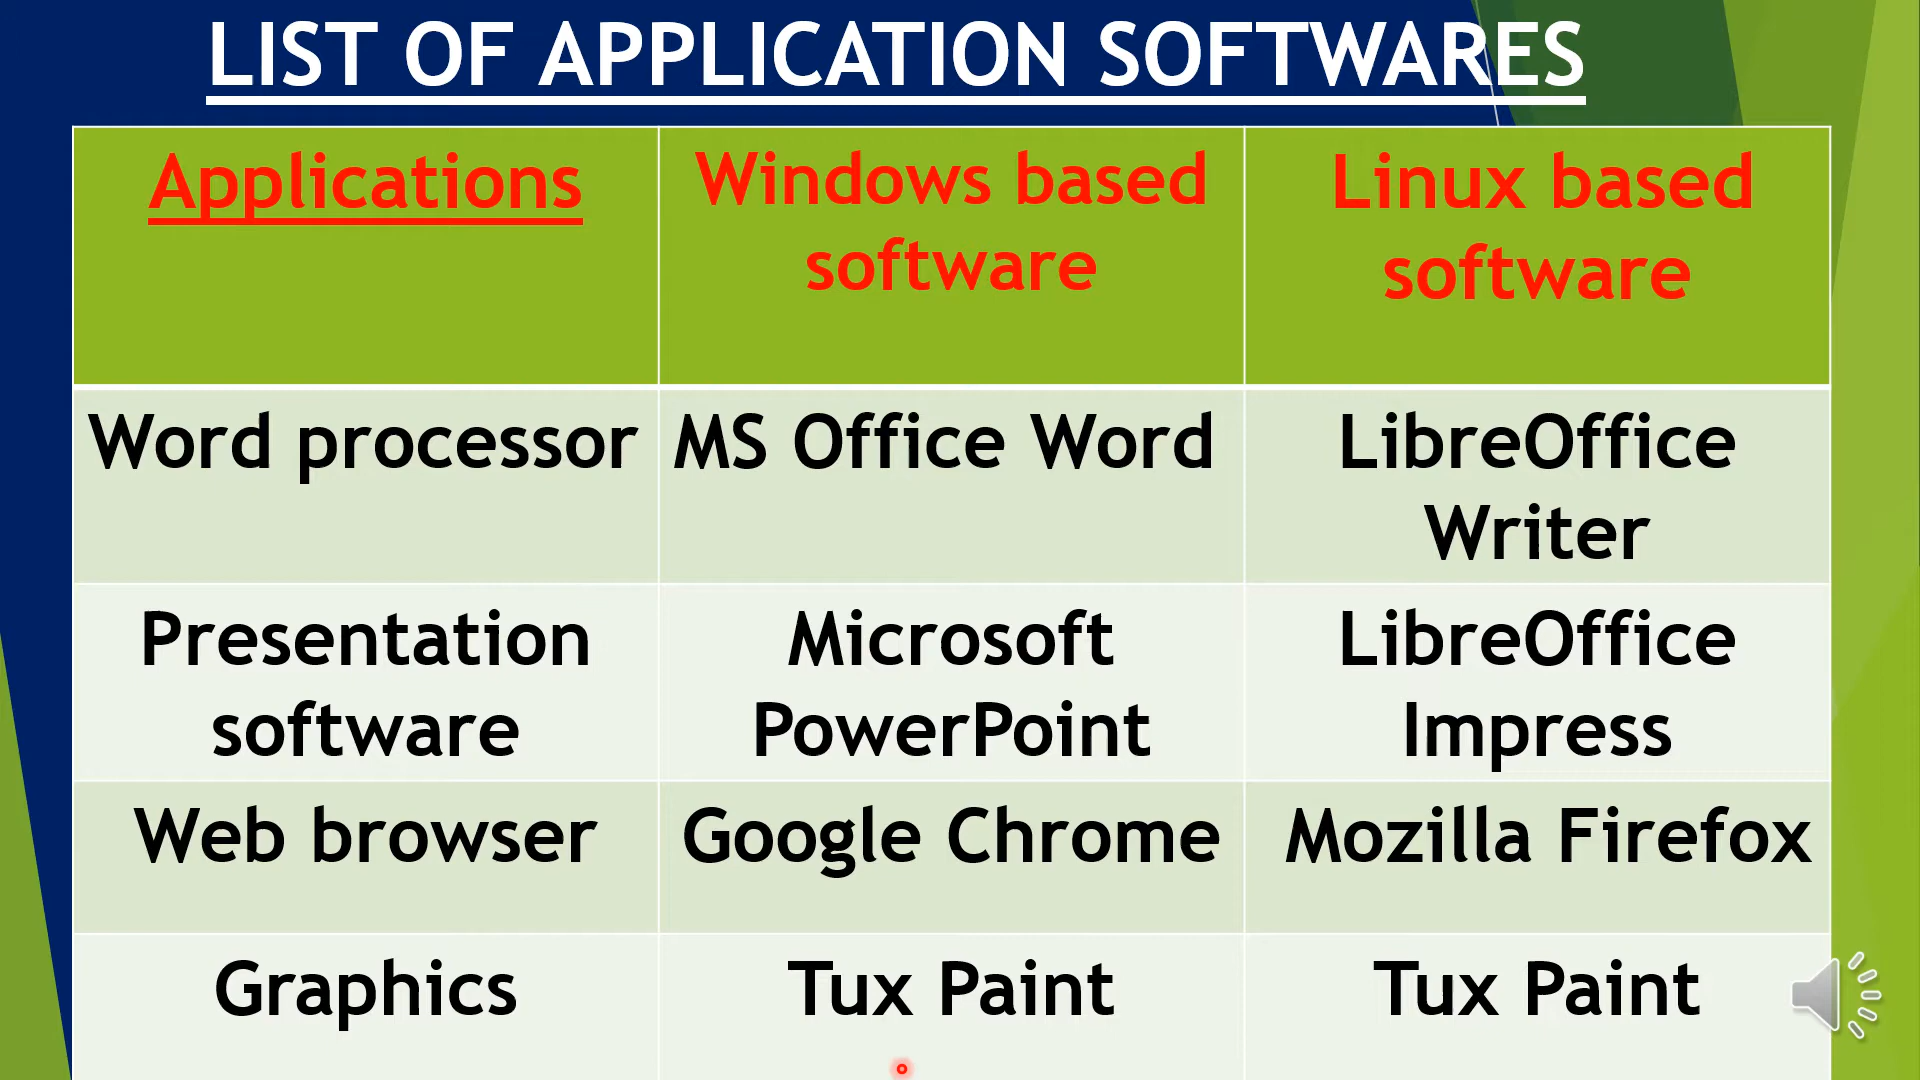 LIST OF APPLICATION SOFTWARES
Applications
Windows based
software
Linux based
software
Word processor
MS Office Word
LibreOffice
Writer
Presentation
software
Microsoft
PowerPoint
LibreOffice
Impress
Web browser
Google Chrome
Mozilla Firefox
Graphics
Tux Paint
Tux Paint